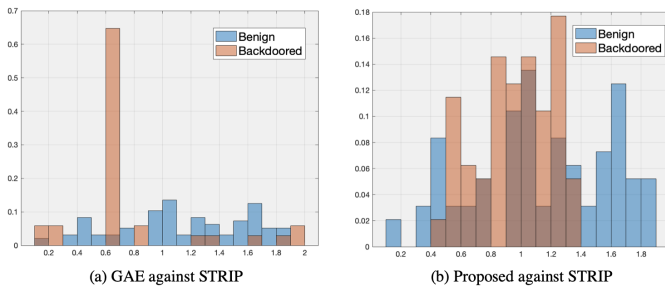 0.7
0.6
0.5
0.4
0.3
0.2
0.1
0
Benign
Backdoored
0.2 0.4 0.6 0.8 1 1.2 1.4 1.6 1.8 2
(a) GAE against STRIP
0.18
0.16
0.14
0.12
0.1
0.08
0.06
0.04
0.02
0
Benign
Backdoored
0.2 0.4 0.6 0.8 1 1.2 1.4 1.6 1.8
(b) Proposed against STRIP